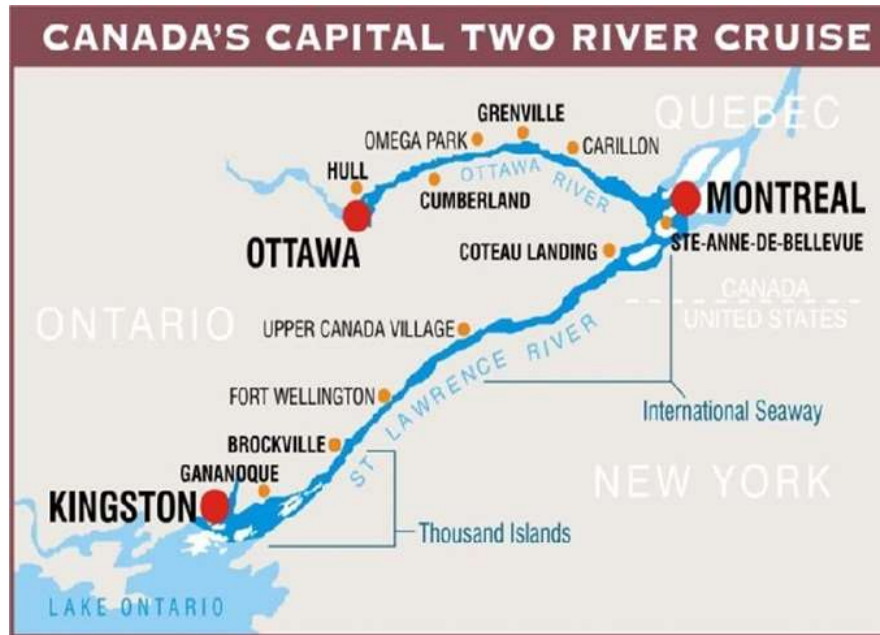 CANADA'S CAPITAL TWO RIVER CRUISE
QUEBEC
GRENVILLE
OMEGA PARK
CARILLON
HULL
OTTAWA RIVER
CUMBERLAND
MONTREAL
OTTAWA
COTEAU LANDING
STE-ANNE-DE-BELLEVUE
CANADA
UNITED STATES
ONTARIO
UPPER CANADA VILLAGE
ST LAWRENCE RIVER
FORT WELLINGTON
International Seaway
BROCKVILLE
GANANOQUE
NEW YORK
KINGSTON
Thousand Islands
LAKE ONTARIO